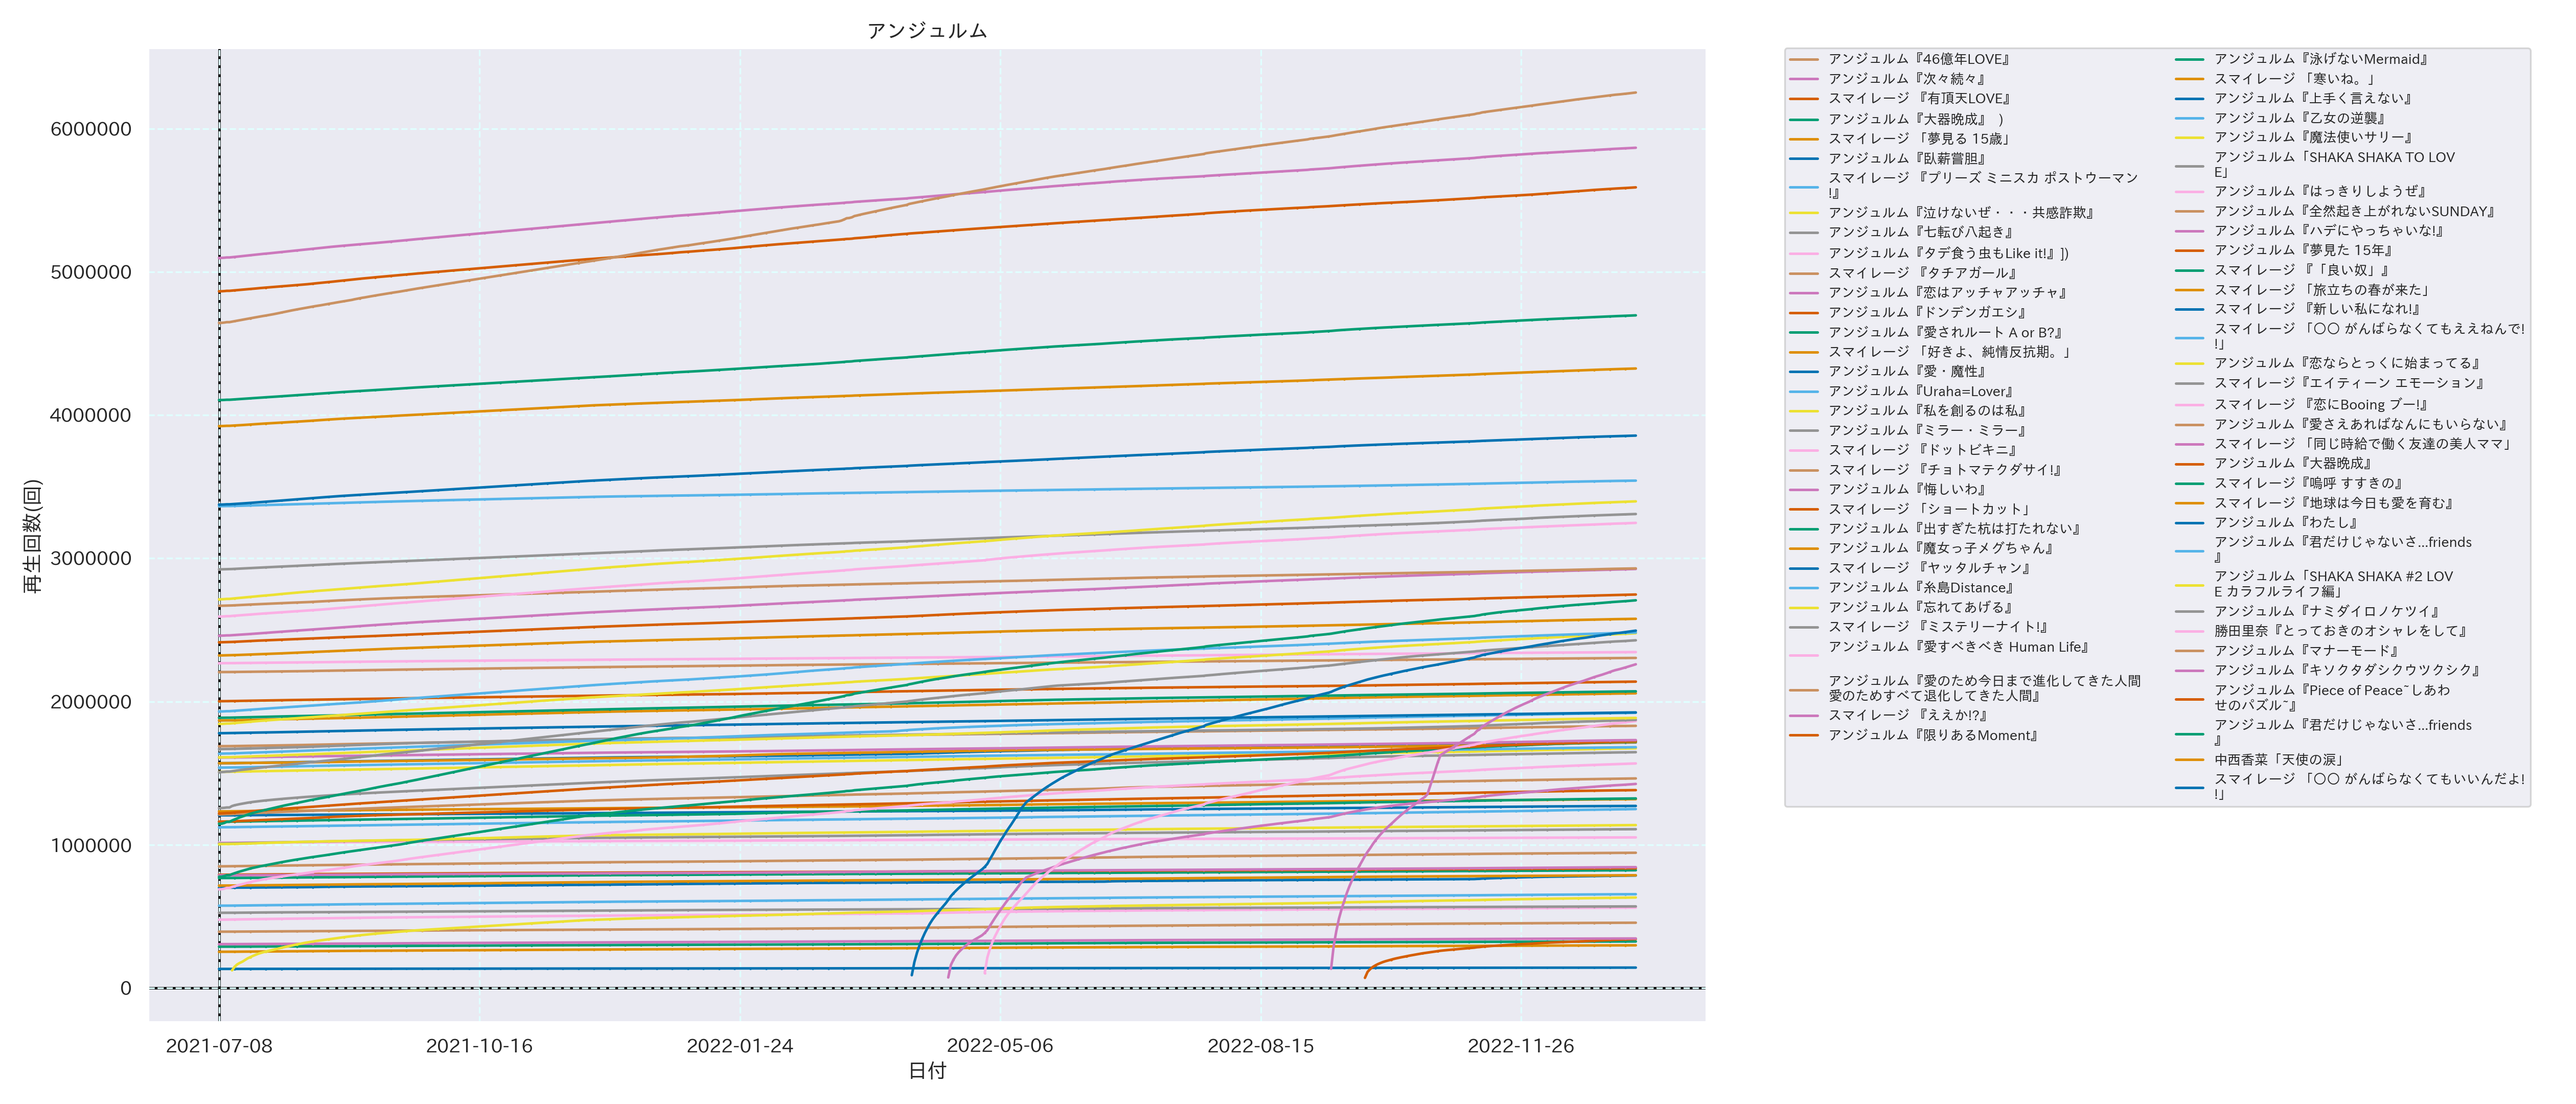 アンジュルム
再生回数(回)
6000000
5000000
4000000
3000000
2000000
1000000
0
2021-07-08
2021-10-16
2022-01-24
2022-05-06
2022-08-15
2022-11-26
日付
アンジュルム『46億年LOVE』
アンジュルム『次々続々』
スマイレージ 『有頂天LOVE』
アンジュルム『大器晩成』 )
スマイレージ 「夢見る 15歳」
アンジュルム『臥薪嘗胆』
スマイレージ 『プリーズ ミニスカ ポストウーマン
!』
アンジュルム『泣けないぜ・・・共感詐欺』
アンジュルム『七転び八起き』
アンジュルム『タデ食う虫もLike it!』])
スマイレージ 『タチアガール』
アンジュルム『恋はアッチャアッチャ』
アンジュルム『ドンデンガエシ』
アンジュルム『愛されルート A or B?』
スマイレージ 「好きよ、純情反抗期。」
アンジュルム『愛・魔性』
アンジュルム『Uraha=Lover』
アンジュルム『私を創るのは私』
アンジュルム『ミラー・ミラー』
スマイレージ 『ドットビキニ』
スマイレージ 『チョトマテクダサイ!』
アンジュルム『悔しいわ』
スマイレージ 「ショートカット」
アンジュルム『出すぎた杭は打たれない』
アンジュルム『魔女っ子メグちゃん』
スマイレージ 『ヤッタルチャン』
アンジュルム『糸島Distance』
アンジュルム『忘れてあげる』
スマイレージ 『ミステリーナイト!』
アンジュルム『愛すべきべき Human Life』
アンジュルム『愛のため今日まで進化してきた人間
愛のためすべて退化してきた人間』
スマイレージ 『ええか!?』
アンジュルム『限りあるMoment』
アンジュルム『泳げないMermaid』
スマイレージ 「寒いね。」
アンジュルム『上手く言えない』
アンジュルム『乙女の逆襲』
アンジュルム『魔法使いサリー』
アンジュルム「SHAKA SHAKA TO LOV
E」
アンジュルム『はっきりしようぜ』
アンジュルム『全然起き上がれないSUNDAY』
アンジュルム『ハデにやっちゃいな!』
アンジュルム『夢見た 15年』
スマイレージ 『「良い奴」』
スマイレージ 「旅立ちの春が来た」
スマイレージ 『新しい私になれ!』
スマイレージ 「〇〇 がんばらなくてもええねんで!
!」
アンジュルム『恋ならとっくに始まってる』
スマイレージ『エイティーン エモーション』
スマイレージ 『恋にBooing ブー!』
アンジュルム『愛さえあればなんにもいらない』
スマイレージ 「同じ時給で働く友達の美人ママ」
アンジュルム『大器晩成』
スマイレージ『嗚呼 すすきの』
スマイレージ『地球は今日も愛を育む』
アンジュルム『わたし』
アンジュルム『君だけじゃないさ...friends
』
アンジュルム「SHAKA SHAKA #2 LOV
E カラフルライフ編」
アンジュルム『ナミダイロノケツイ』
勝田里奈『とっておきのオシャレをして』
アンジュルム『マナーモード』
アンジュルム『キソクタダシクウツクシク』
アンジュルム『Piece of Peace~しあわ
せのパズル~』
アンジュルム『君だけじゃないさ...friends
』
中西香菜「天使の涙」
スマイレージ 「〇〇 がんばらなくてもいいんだよ!
!」